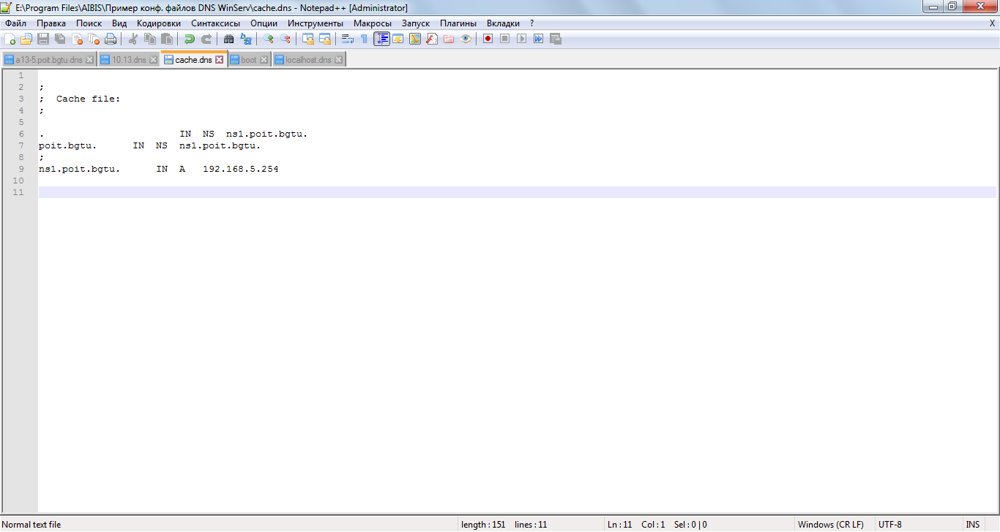 E:\Program Files\AIBIS\Пример конф. файлов DNS WinServ\cache.dns - Notepad++ [Administrator]
Файл Правка Поиск Вид Кодировки Синтаксисы Опции Инструменты Макросы Запуск Плагины Вкладки ? X
a13-5.poit.bgtu.dns 10.13.dns cache.dns boot localhost.dns
1
2 ;
3 ;  Cache file:
4 ;
5
6 .                       IN  NS  ns1.poit.bgtu.
7 poit.bgtu.      IN  NS  ns1.poit.bgtu.
8 ;
9 ns1.poit.bgtu.      IN  A   192.168.5.254
10
11
Normal text file length : 151 lines : 11 Ln : 11 Col : 1 Sel : 0 | 0 Windows (CR LF) UTF-8 INS